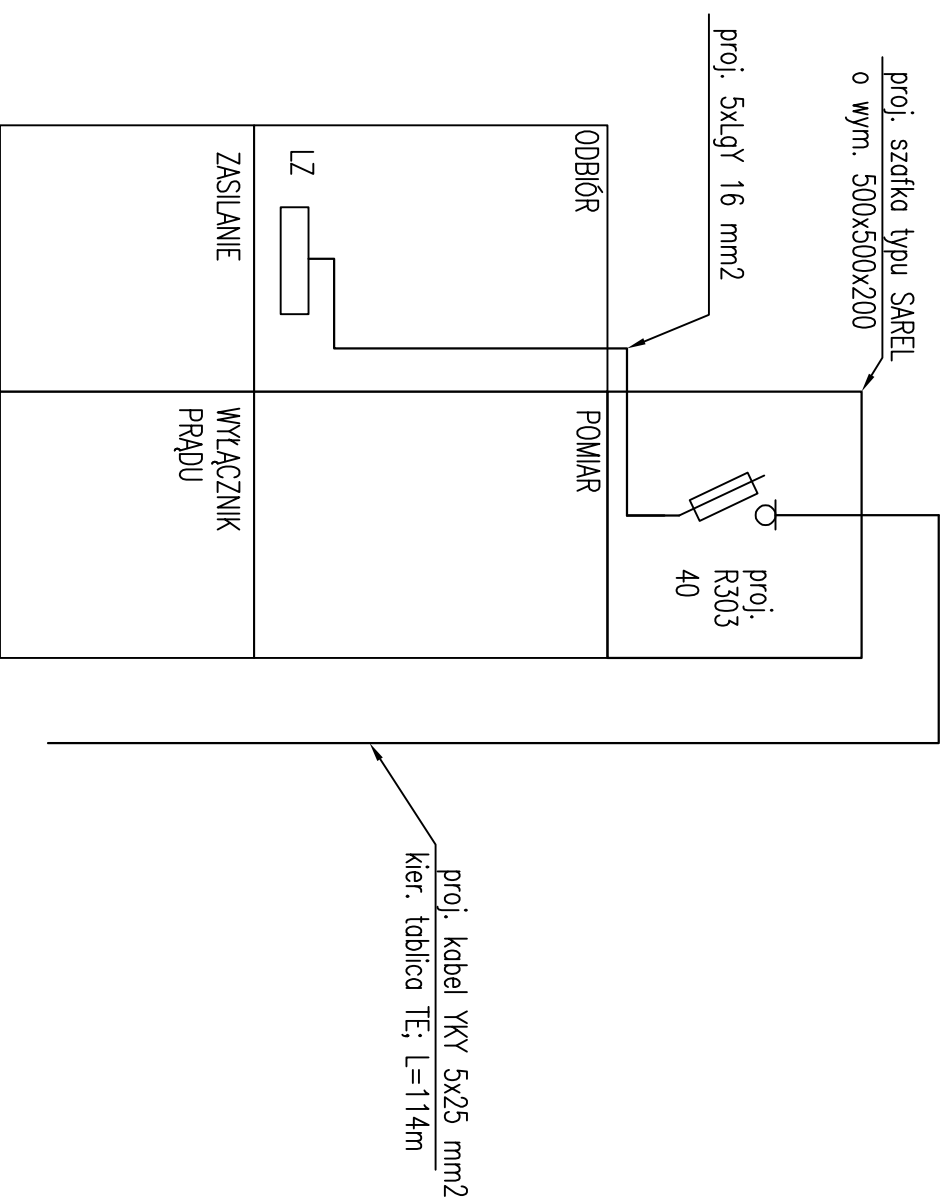 proj. szafka typu SAREL
o wym. 500x500x200
proj. 5xLgY 16 mm2
proj.
R303
40
ODBIÓR
POMIAR
LZ
ZASILANIE
WYŁĄCZNIK
PRĄDU
proj. kabel YKY 5x25 mm2
kier. tablica TE; L=114m